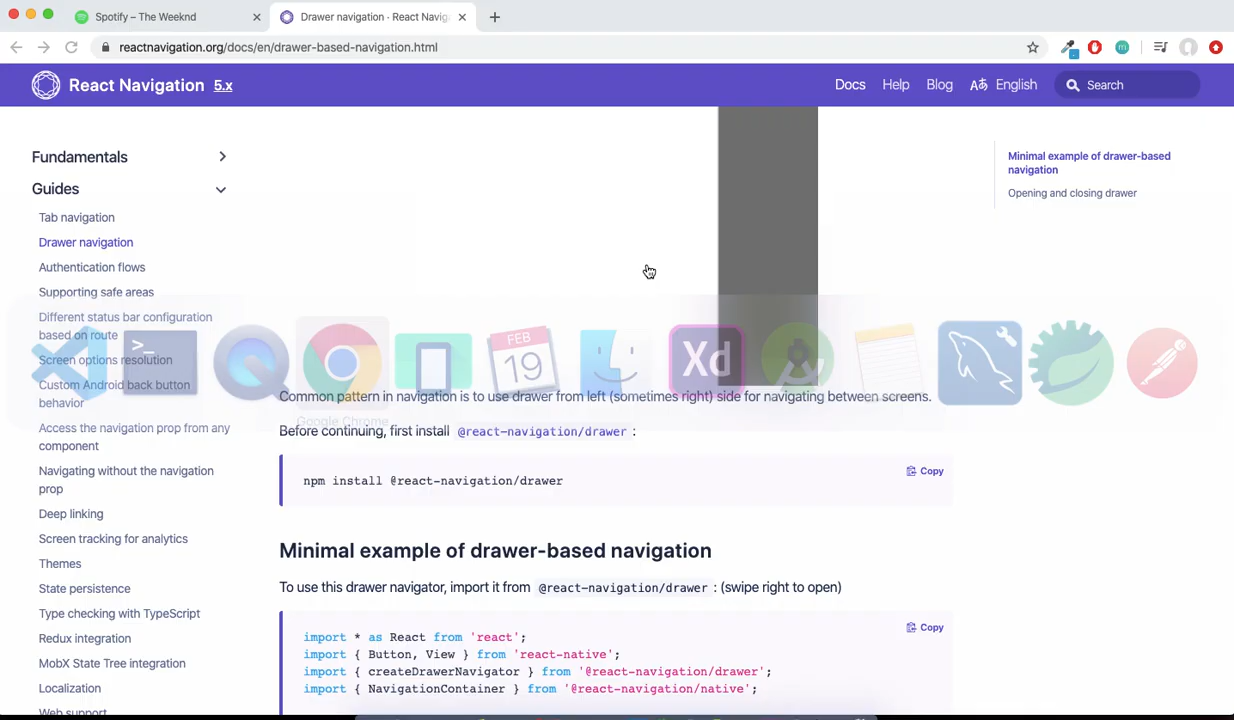 Spotify – The Weeknd
Drawer navigation · React Navig
reactnavigation.org/docs/en/drawer-based-navigation.html
React Navigation 5.x
Docs
Help
Blog
English
Search
Fundamentals
Guides
Tab navigation
Drawer navigation
Authentication flows
Supporting safe areas
Different status bar configuration
based on route
Screen options resolution
Custom Android back button
behavior
Access the navigation prop from any
component
Navigating without the navigation
prop
Deep linking
Screen tracking for analytics
Themes
State persistence
Type checking with TypeScript
Redux integration
MobX State Tree integration
Localization
Web support
Minimal example of drawer-based
navigation
Opening and closing drawer
>_
FEB
19
Xd
Google Chrome
Common pattern in navigation is to use drawer from left (sometimes right) side for navigating between screens.
Before continuing, first install @react-navigation/drawer :
Copy
npm install @react-navigation/drawer
Minimal example of drawer-based navigation
To use this drawer navigator, import it from @react-navigation/drawer : (swipe right to open)
Copy
import * as React from 'react';
import { Button, View } from 'react-native';
import { createDrawerNavigator } from '@react-navigation/drawer';
import { NavigationContainer } from '@react-navigation/native';